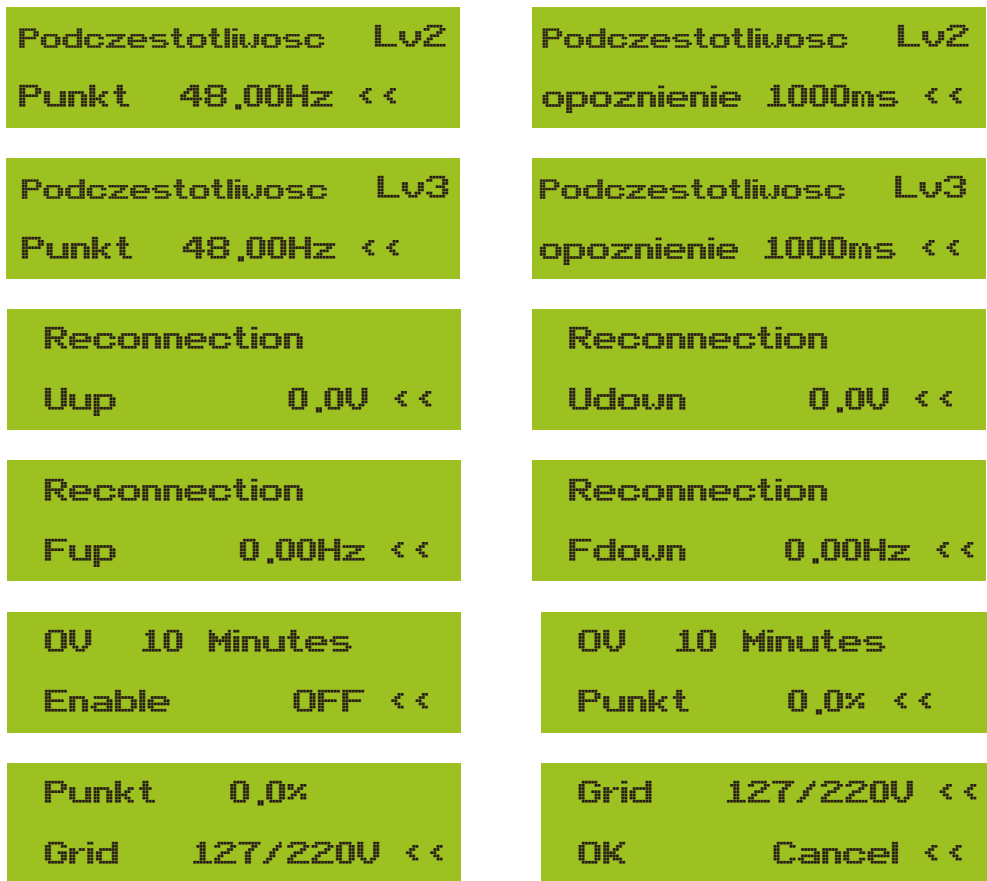 Podczestotliwosc Lv2
Punkt 48.00Hz <<
Podczestotliwosc Lv2
opoznienie 1000ms <<
Podczestotliwosc Lv3
Punkt 48.00Hz <<
Podczestotliwosc Lv3
opoznienie 1000ms <<
Reconnection
Uup 0.0V <<
Reconnection
Udown 0.0V <<
Reconnection
Fup 0.00Hz <<
Reconnection
Fdown 0.00Hz <<
OV 10 Minutes
Enable OFF <<
OV 10 Minutes
Punkt 0.0% <<
Punkt 0.0%
Grid 127/220V <<
Grid 127/220V <<
OK Cancel <<